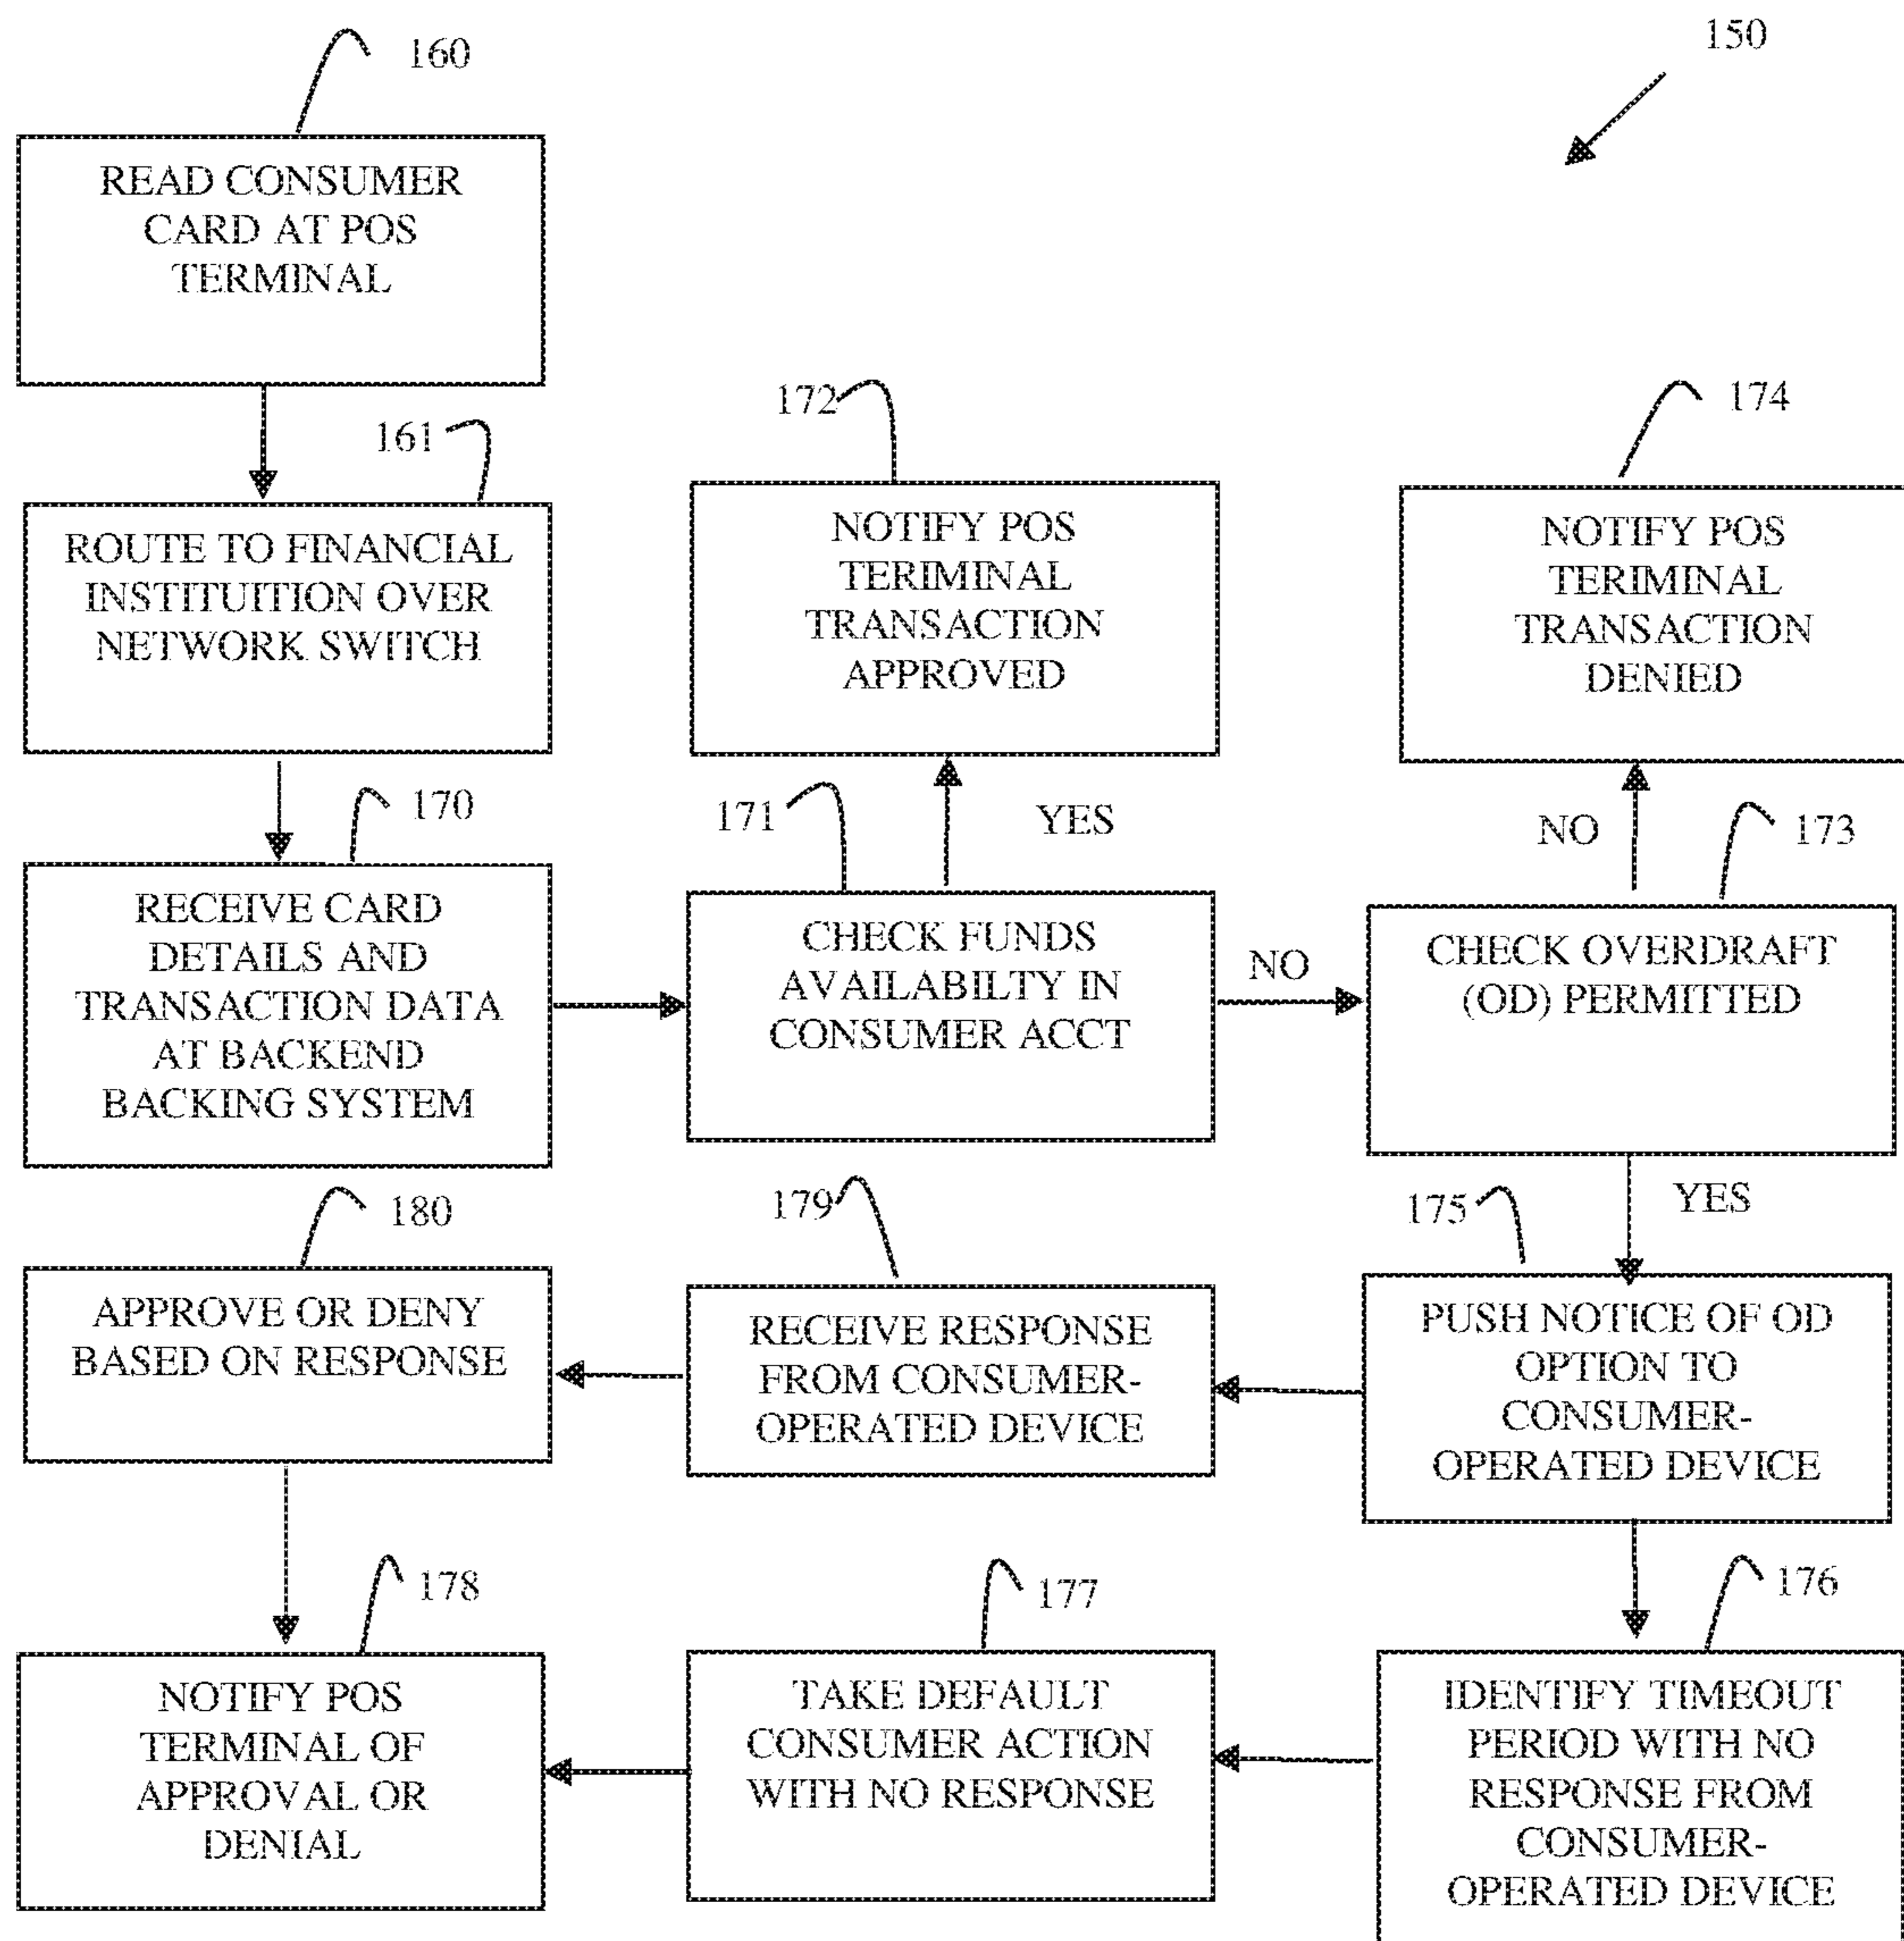 160
150
READ CONSUMER
CARD AT POS
TERMINAL
161
ROUTE TO FINANCIAL
INSTITUITION OVER
NETWORK SWITCH
172
NOTIFY POS
TERIMINAL
TRANSACTION
APPROVED
174
NOTIFY POS
TERIMINAL
TRANSACTION
DENIED
170
RECEIVE CARD
DETAILS AND
TRANSACTION DATA
AT BACKEND
BACKING SYSTEM
171
YES
CHECK FUNDS
AVAILABILTY IN
CONSUMER ACCT
NO
NO
173
CHECK OVERDRAFT
(OD) PERMITTED
YES
180
APPROVE OR DENY
BASED ON RESPONSE
179
RECEIVE RESPONSE
FROM CONSUMER-
OPERATED DEVICE
175
PUSH NOTICE OF OD
OPTION TO
CONSUMER-
OPERATED DEVICE
178
NOTIFY POS
TERMINAL OF
APPROVAL OR
DENIAL
177
TAKE DEFAULT
CONSUMER ACTION
WITH NO RESPONSE
176
IDENTIFY TIMEOUT
PERIOD WITH NO
RESPONSE FROM
CONSUMER-
OPERATED DEVICE